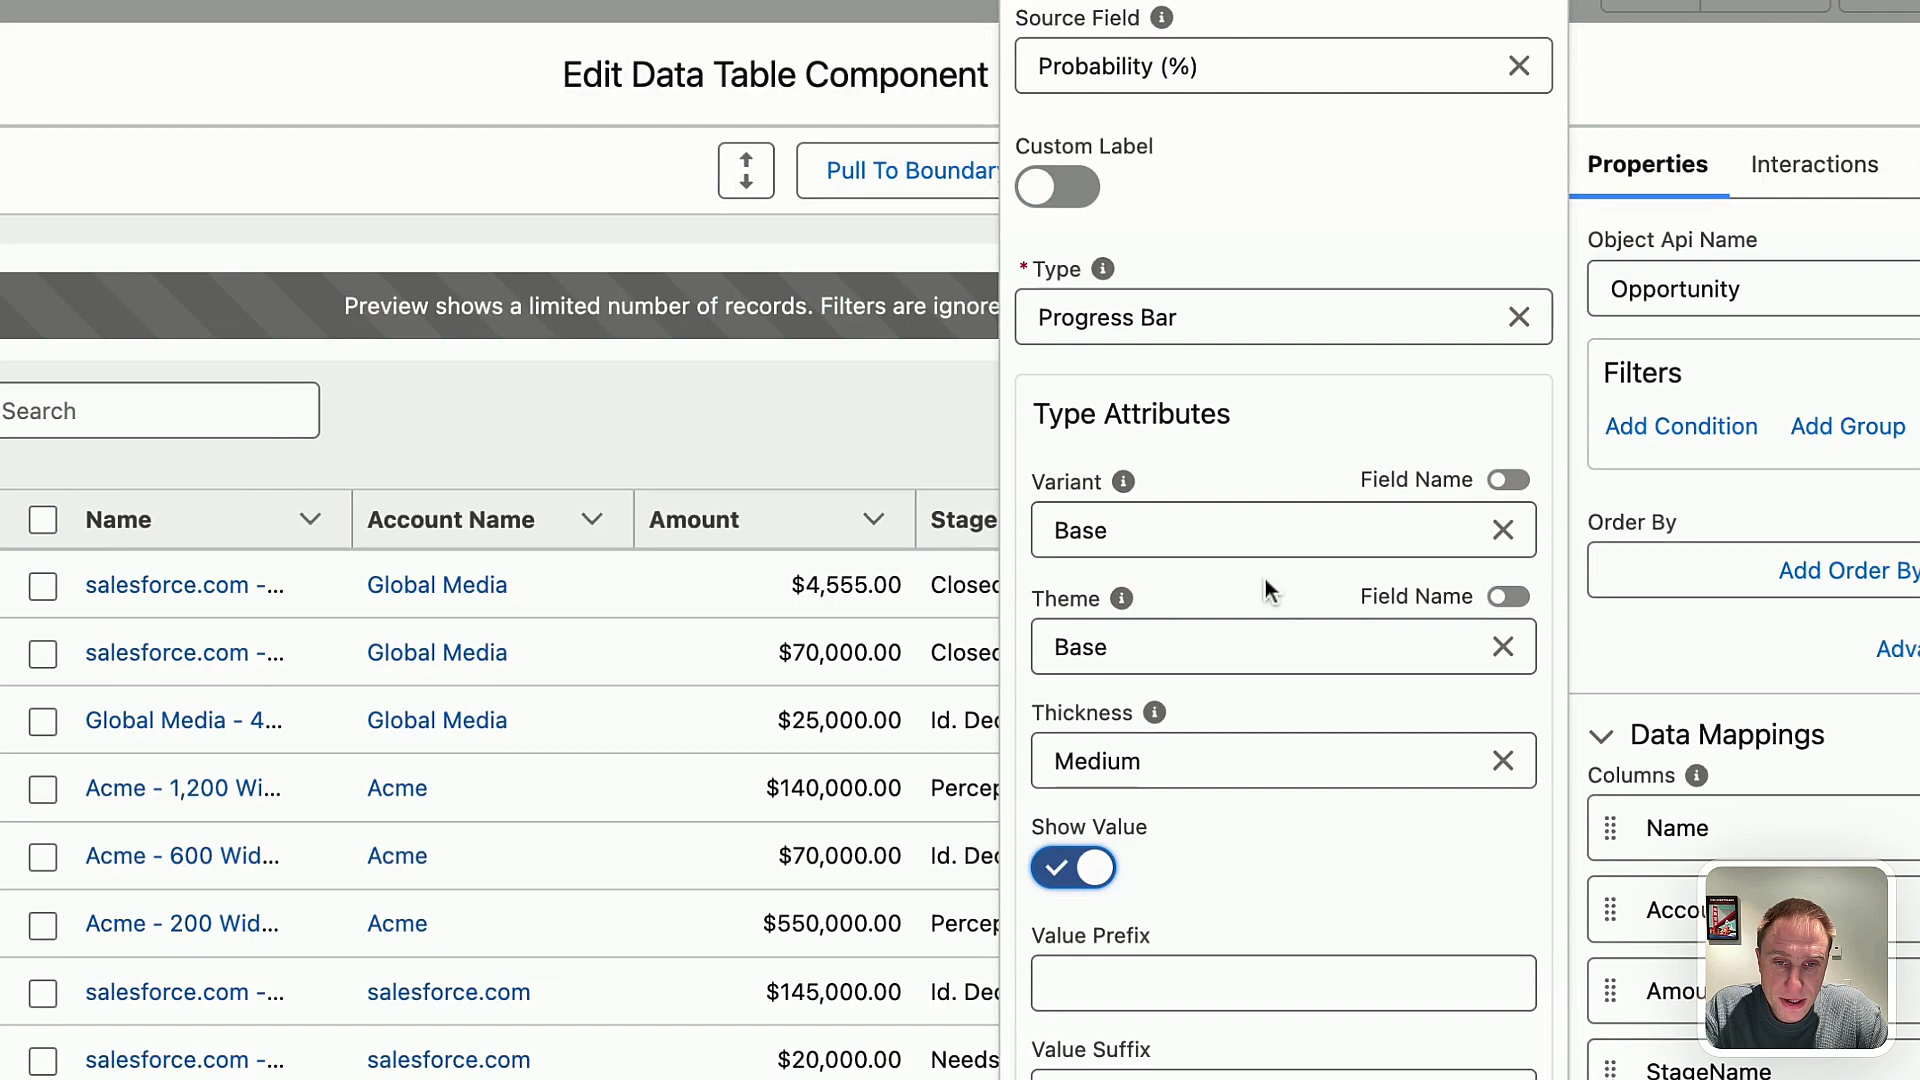 Edit Data Table Component
Pull To Boundary
Preview shows a limited number of records. Filters are ignore
Search
Name
Account Name
Amount
Stage
salesforce.com -...
Global Media
$4,555.00
Closed
salesforce.com -...
Global Media
$70,000.00
Closed
Global Media - 4...
Global Media
$25,000.00
Id. Dec
Acme - 1,200 Wi...
Acme
$140,000.00
Percep
Acme - 600 Wid...
Acme
$70,000.00
Id. Dec
Acme - 200 Wid...
Acme
$550,000.00
Percep
salesforce.com -...
salesforce.com
$145,000.00
Id. Dec
salesforce.com -...
salesforce.com
$20,000.00
Needs
Source Field
Probability (%)
Custom Label
* Type
Progress Bar
Type Attributes
Variant
Field Name
Base
Theme
Field Name
Base
Thickness
Medium
Show Value
Value Prefix
Value Suffix
Properties
Interactions
Object Api Name
Opportunity
Filters
Add Condition
Add Group
Order By
Add Order By
Adva
Data Mappings
Columns
Name
Accou
Amou
StageName